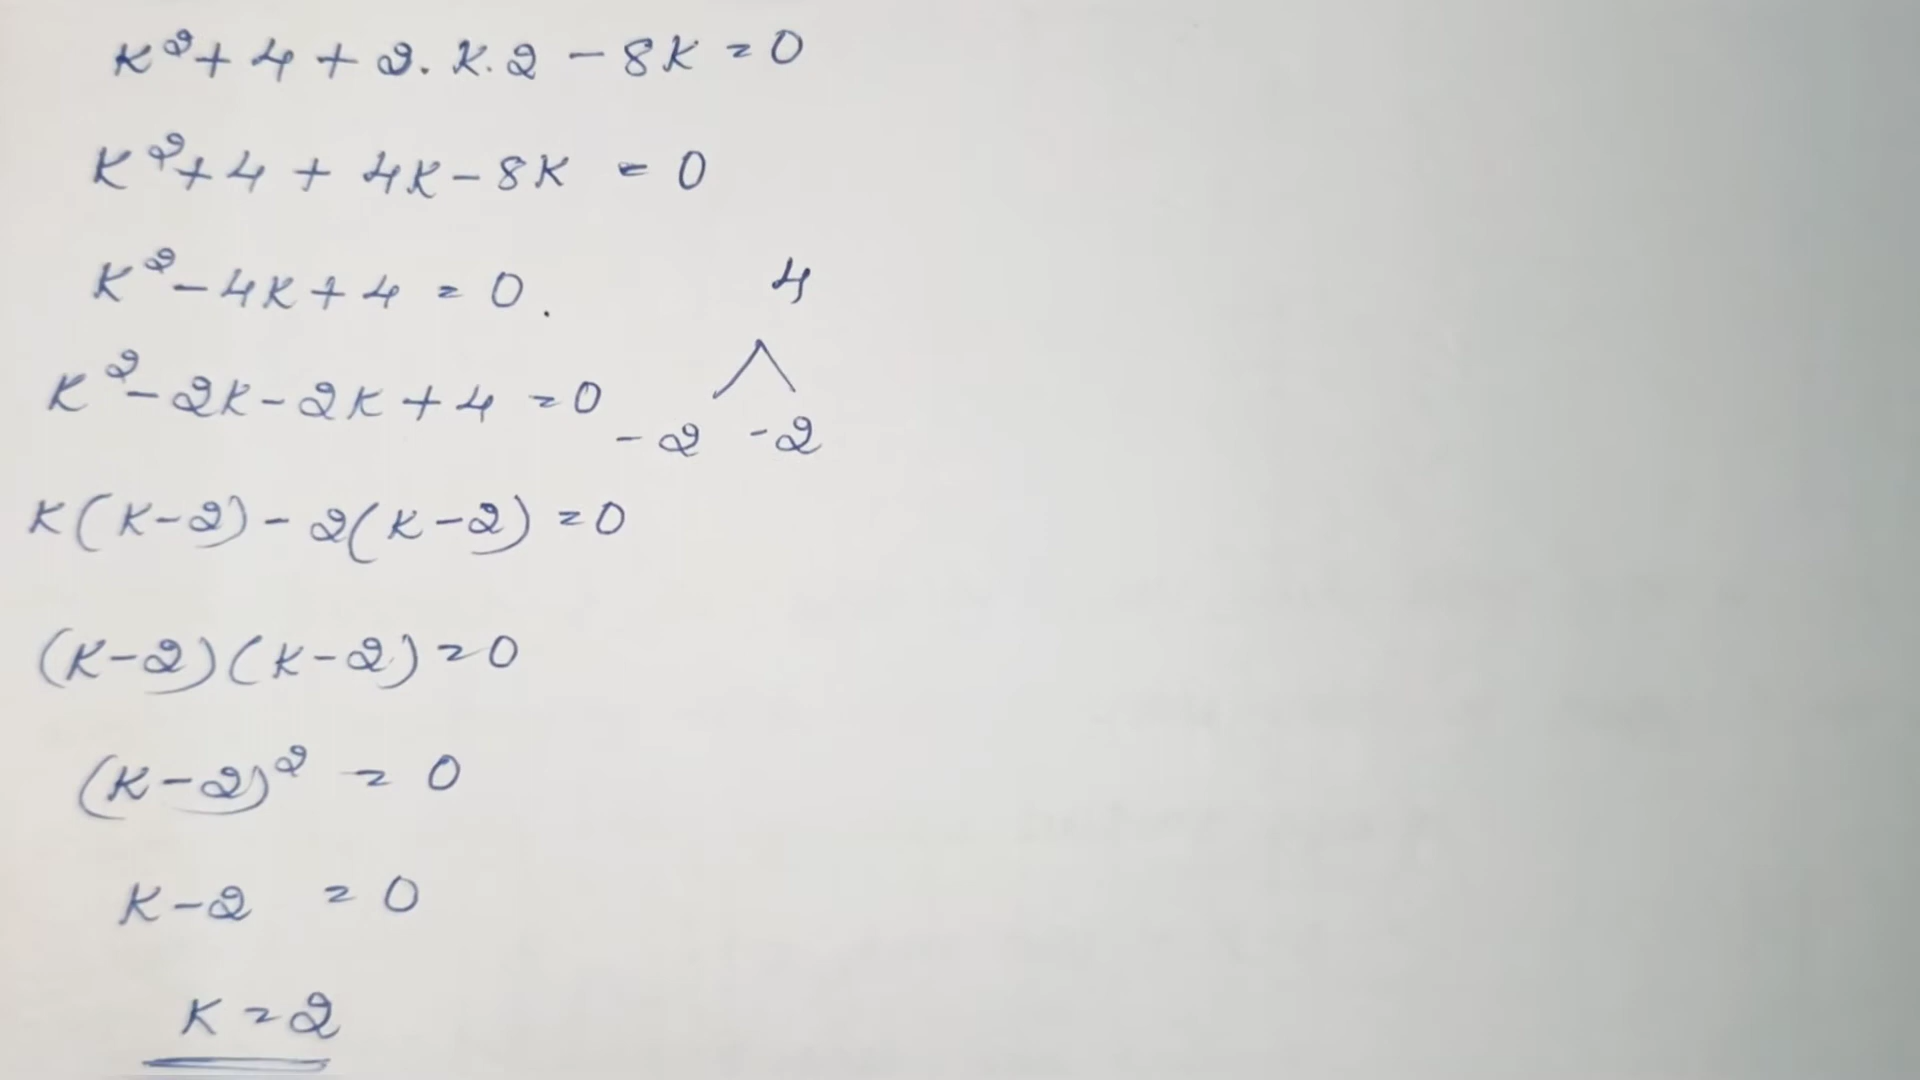 K² + 4 + 2. K. 2 - 8K = 0
K² + 4 + 4K - 8K = 0
K² - 4K + 4 = 0.
4
K² - 2K - 2K + 4 = 0
-2 -2
K(K-2) - 2(K-2) = 0
(K-2)(K-2) = 0
(K-2)² = 0
K-2 = 0
K = 2